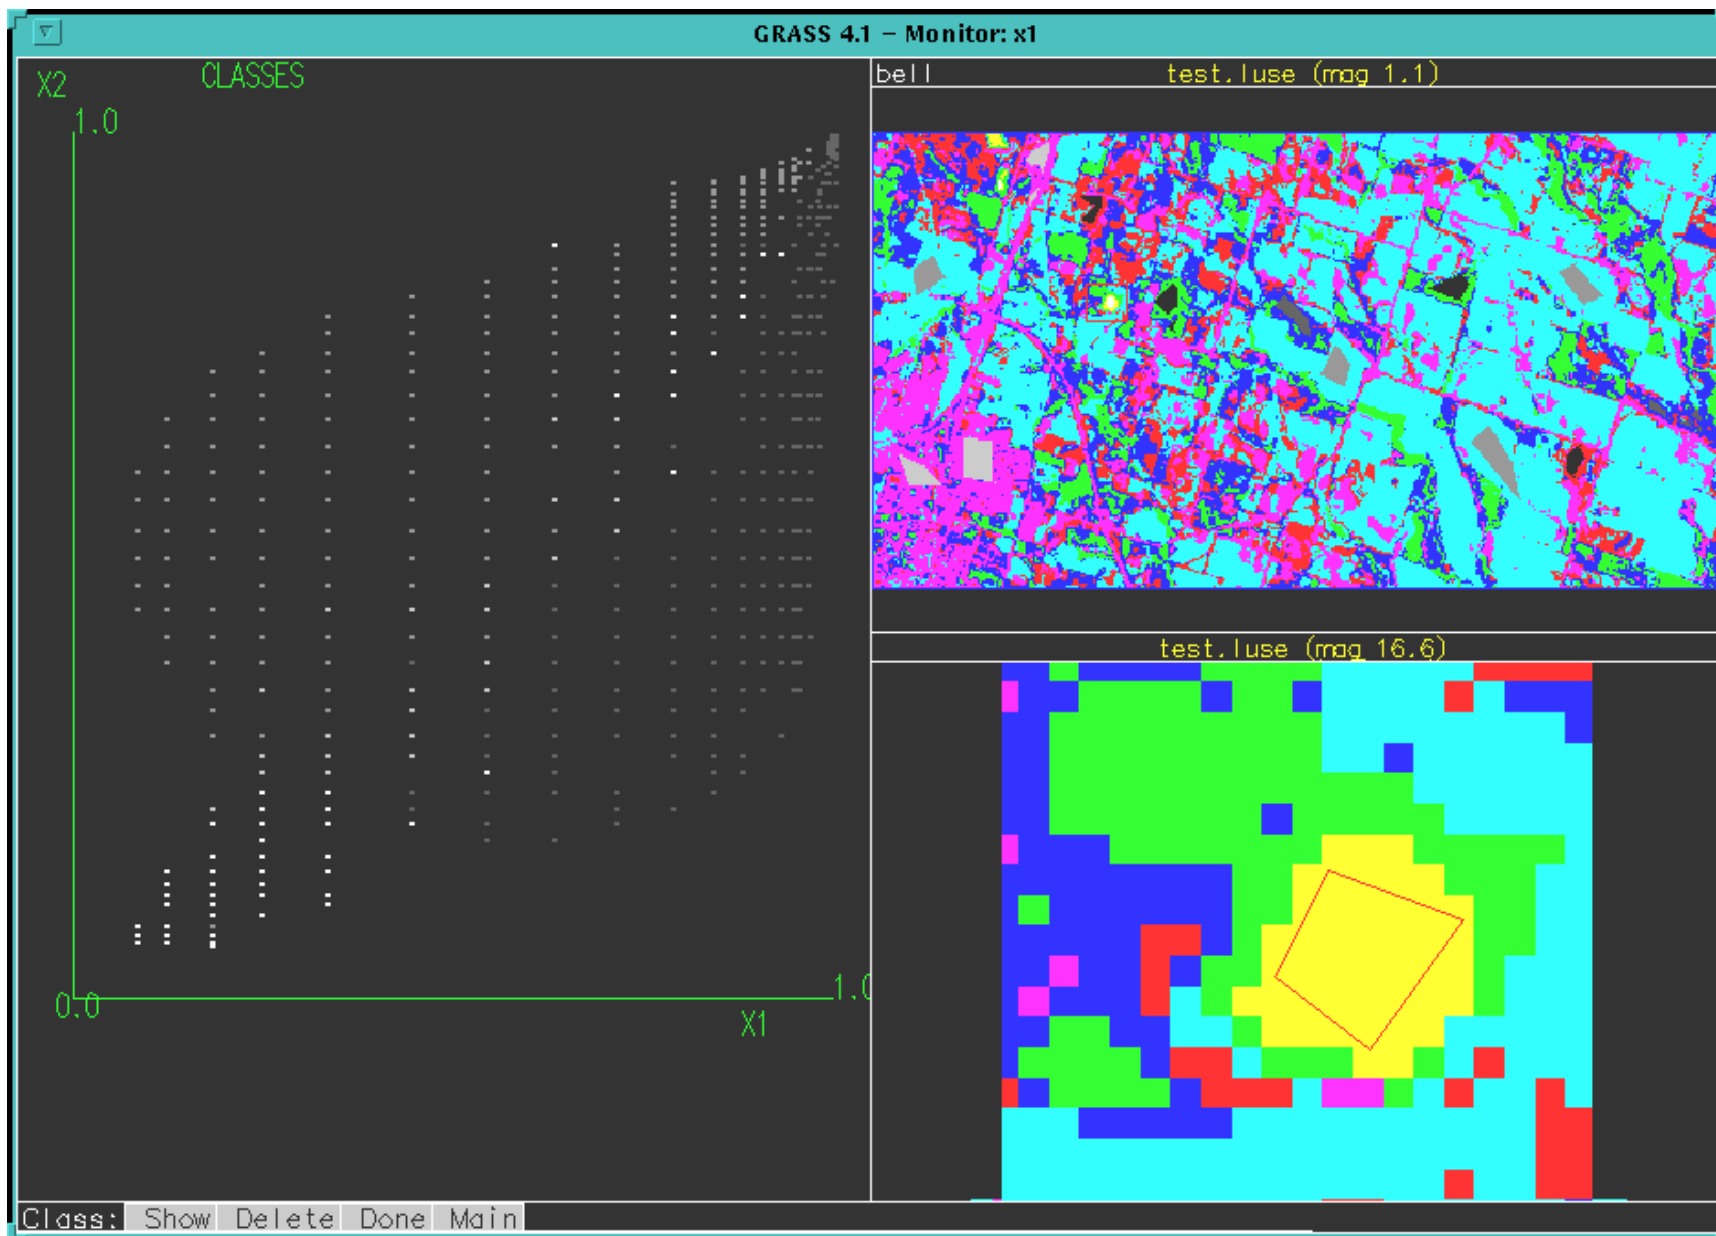 GRASS 4.1 – Monitor: x1
CLASSES
X2
1.0
0.0
1.0
X1
bell
test.luse (mag 1.1)
test.luse (mag 16.6)
Class: Show Delete Done Main